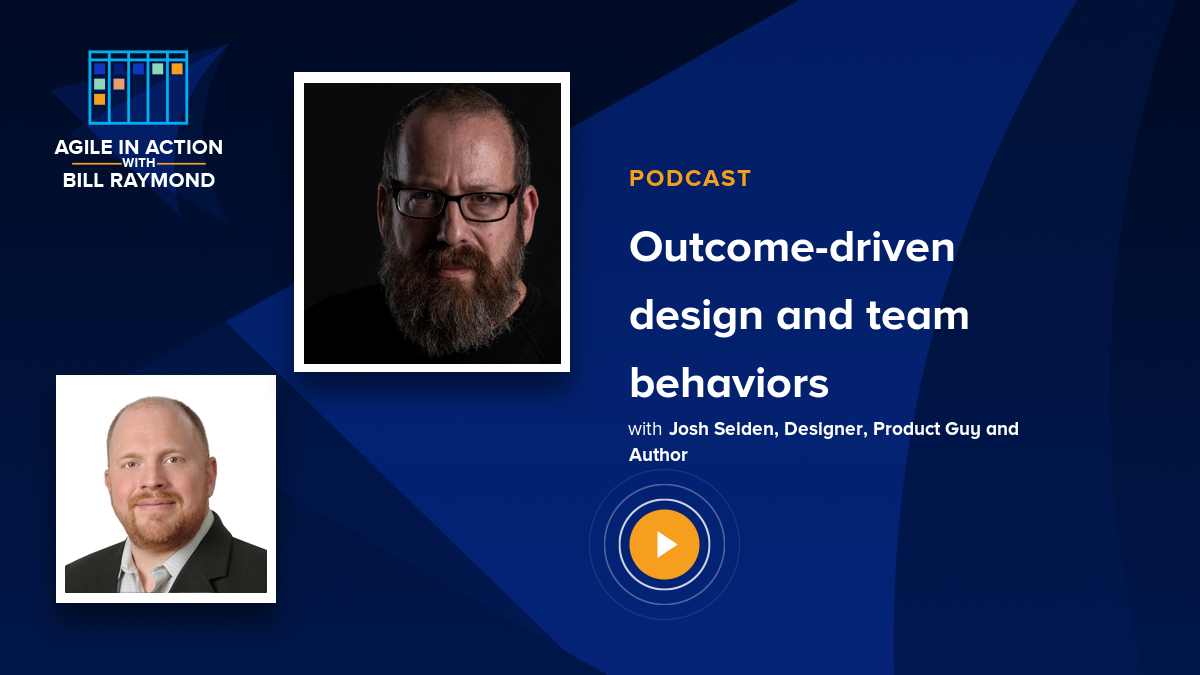 AGILE IN ACTION
WITH
BILL RAYMOND
PODCAST
Outcome-driven
design and team
behaviors
with Josh Seiden, Designer, Product Guy and
Author